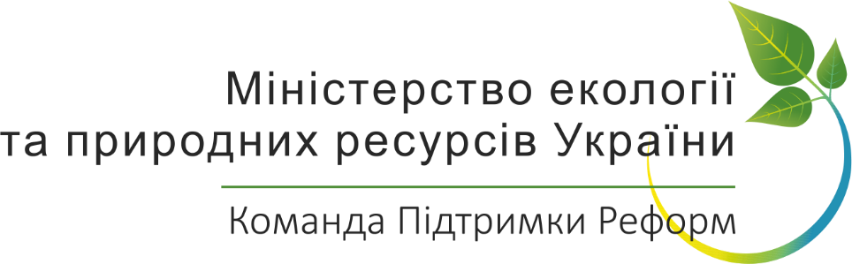 Міністерство екології
та природних ресурсів України
Команда Підтримки Реформ